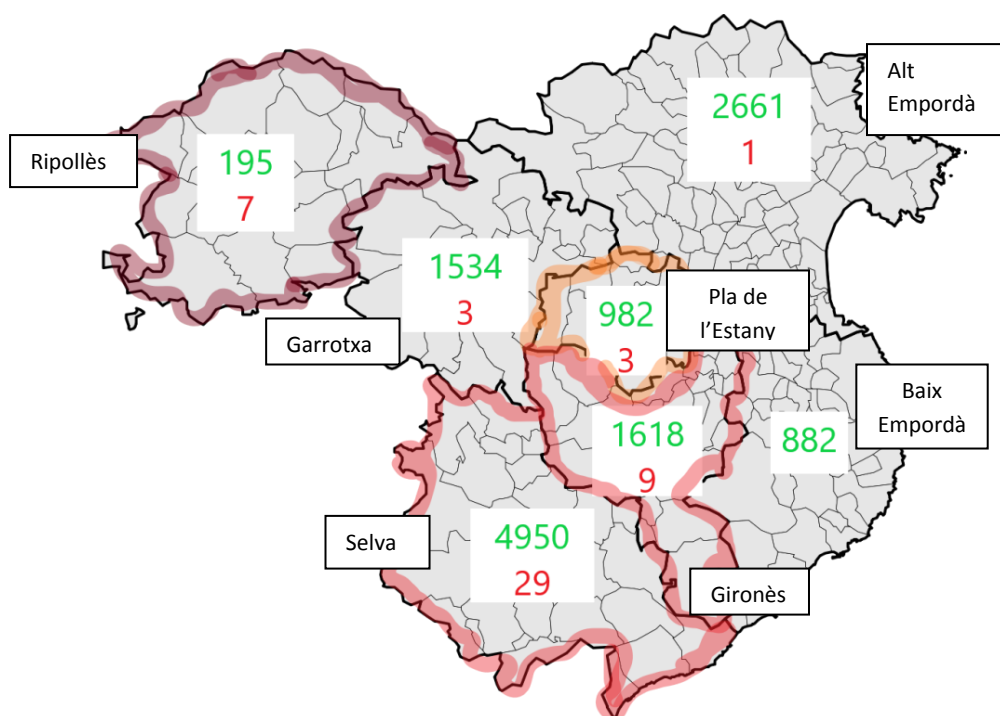 Alt
Empordà
2661
1
Ripollès
195
7
1534
3
Garrotxa
982
3
Pla de
l'Estany
Baix
Empordà
882
1618
9
Selva
4950
29
Gironès